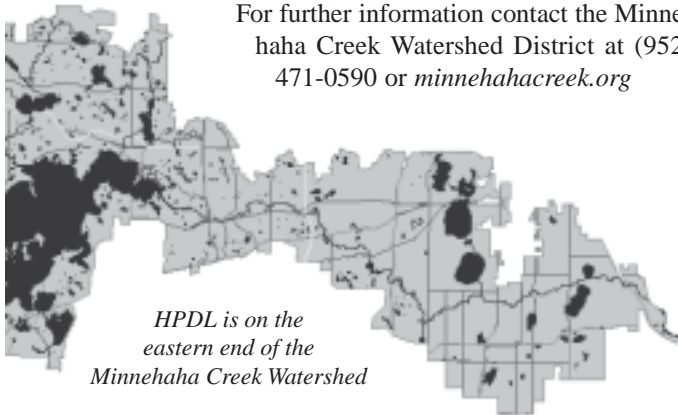 For further information contact the Minne
haha Creek Watershed District at (952
471-0590 or minnehahacreek.org
HPDL is on the
eastern end of the
Minnehaha Creek Watershed